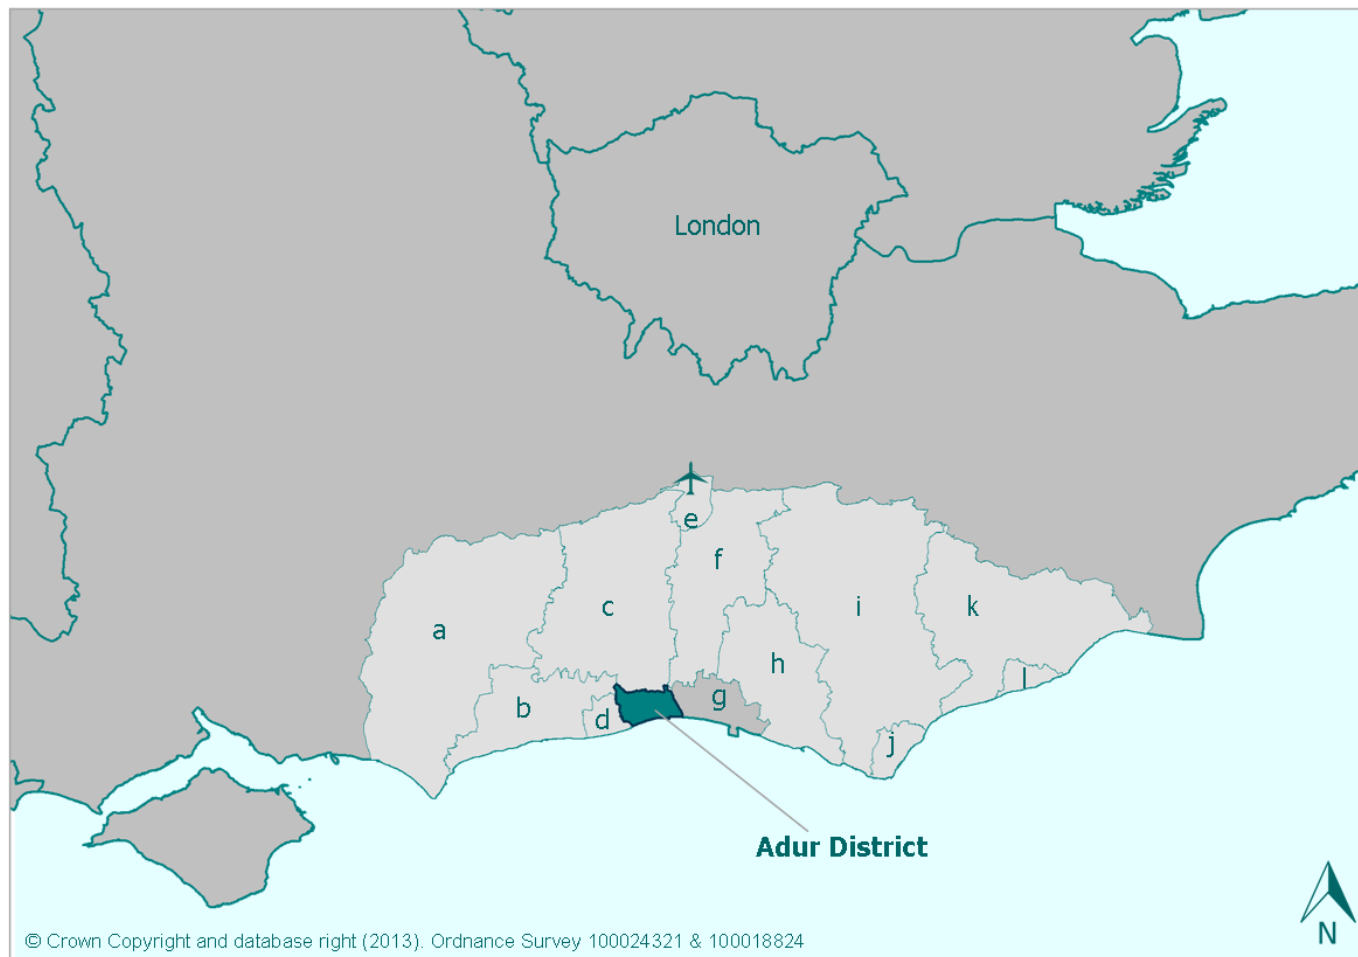 London
e
f
c
i
k
a
h
l
g
b
d
j
Adur District
N
© Crown Copyright and database right (2013). Ordnance Survey 100024321 & 100018824